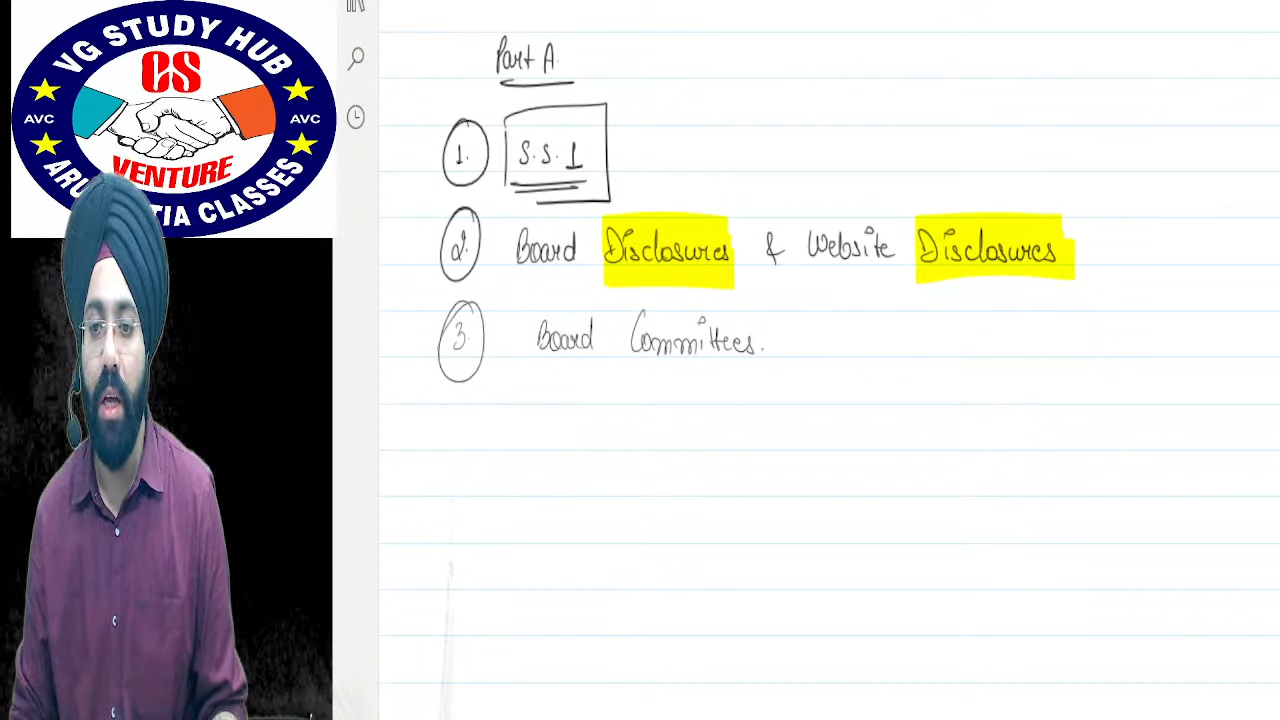 VG STUDY HUB
CS
AVC
AVC
VENTURE
TIA CLASSES
Part A.
1. S.S.1
2. Board Disclosures & Website Disclosures
3. Board Committees.